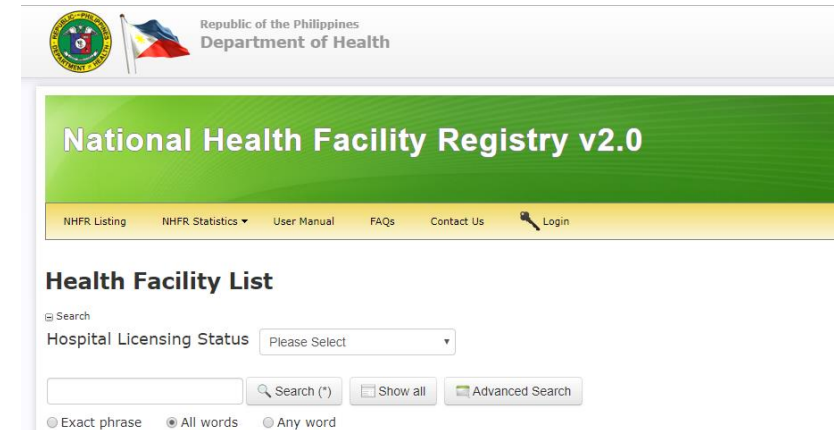 Republic of the Philippines
Department of Health
National Health Facility Registry v2.0
NHFR Listing NHFR Statistics User Manual FAQs Contact Us Login
Health Facility List
Search
Hospital Licensing Status Please Select
Search (*) Show all Advanced Search
Exact phrase All words Any word